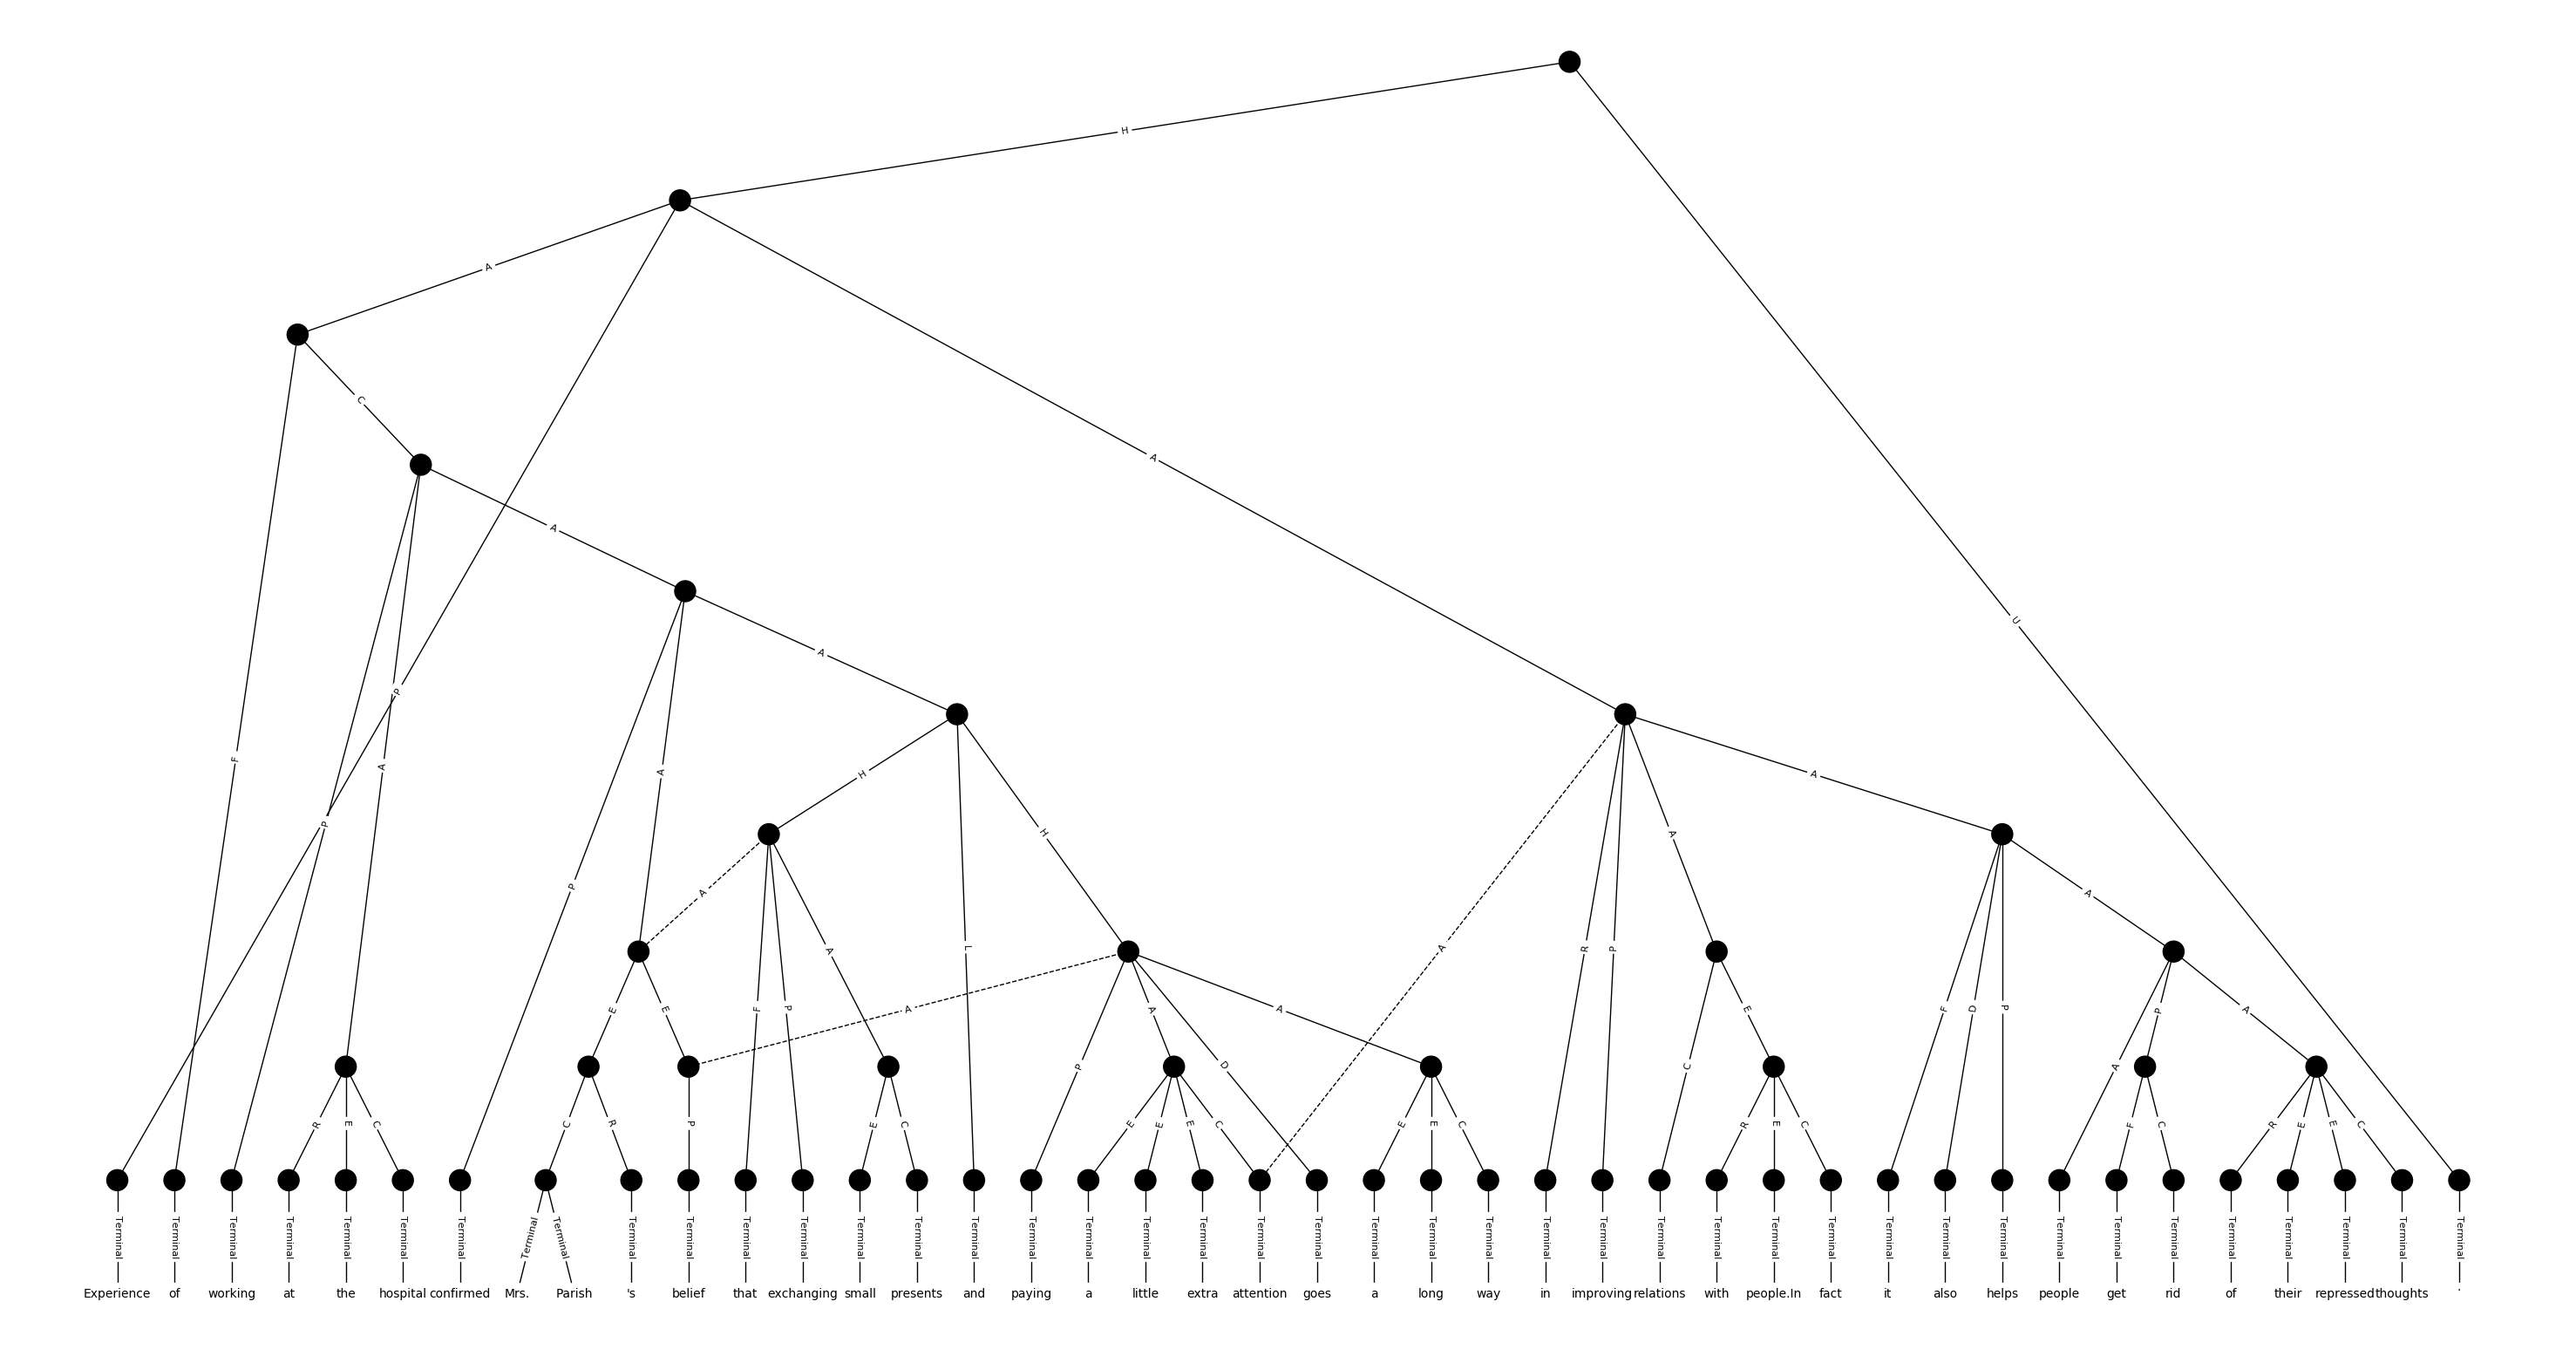 H
A
A
C
A
A
U
P
F
P
A
P
A
H
L
H
A
R
P
A
A
A
F
P
A
E
E
A
P
A
D
A
C
E
F
D
P
A
A
P
A
R
E
C
C
R
P
E
C
E
E
E
C
E
E
C
R
E
C
F
C
R
E
E
C
Terminal Terminal Terminal Terminal Terminal Terminal Terminal Terminal Terminal Terminal Terminal Terminal Terminal Terminal Terminal Terminal Terminal Terminal Terminal Terminal Terminal Terminal Terminal Terminal Terminal Terminal Terminal Terminal Terminal Terminal Terminal Terminal Terminal Terminal Terminal Terminal Terminal Terminal Terminal Terminal Terminal Terminal
Experience of working at the hospital confirmed Mrs. Parish 's belief that exchanging small presents and paying a little extra attention goes a long way in improving relations with people.In fact it also helps people get rid of their repressed thoughts .